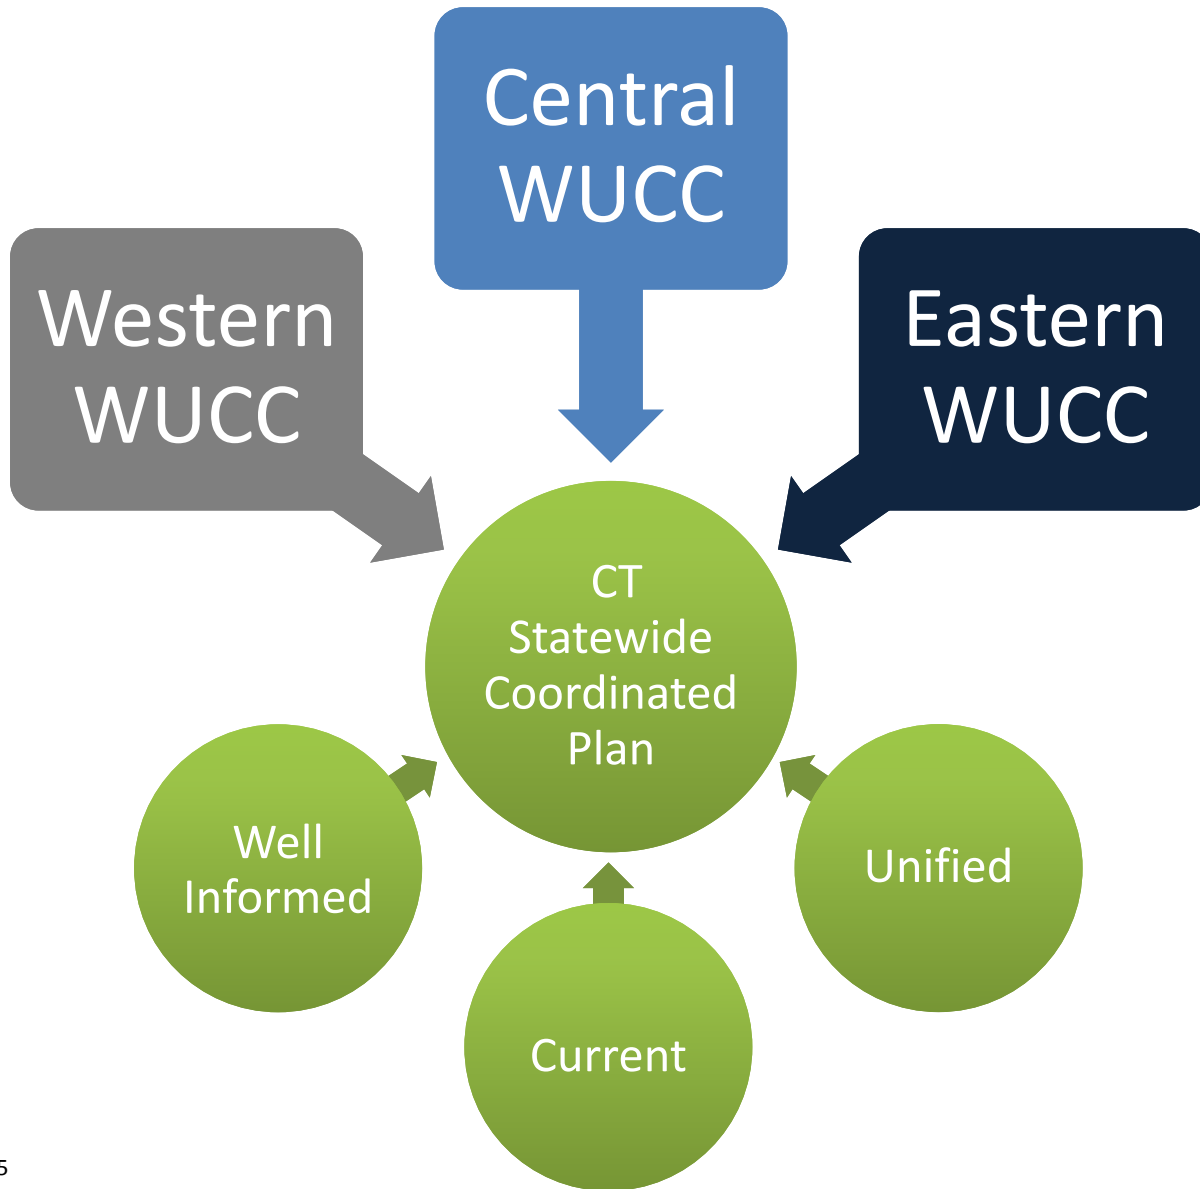 Central
WUCC
Western
WUCC
Eastern
WUCC
CT
Statewide
Coordinated
Plan
Well
Informed
Unified
Current
5